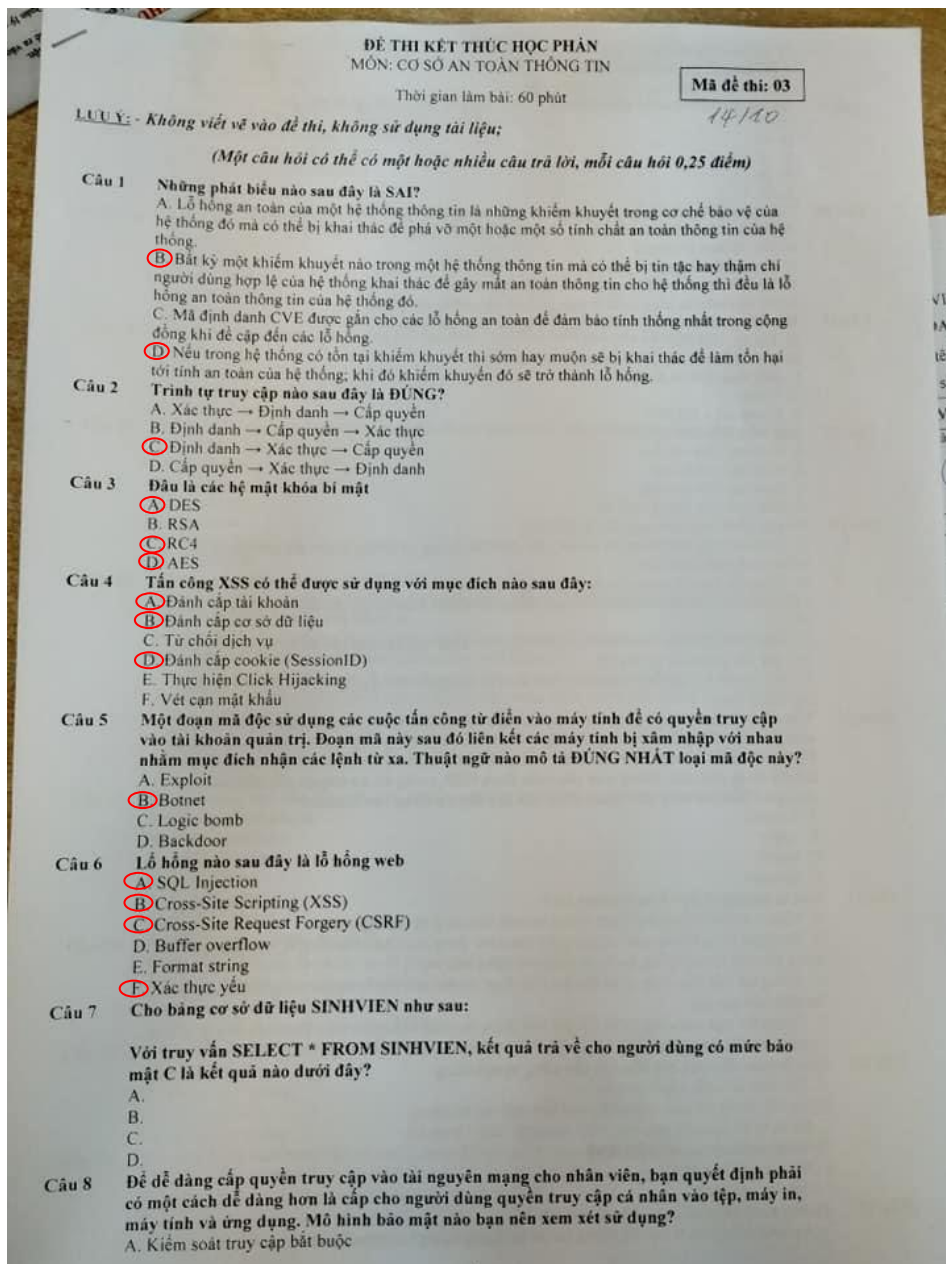 ĐỀ THI KẾT THÚC HỌC PHẦN
MÔN: CƠ SỞ AN TOÀN THÔNG TIN
Mã đề thi: 03
Thời gian làm bài: 60 phút
14/10
LƯU Ý: - Không viết vẽ vào đề thi, không sử dụng tài liệu;
(Một câu hỏi có thể có một hoặc nhiều câu trả lời, mỗi câu hỏi 0,25 điểm)
Câu 1 Những phát biểu nào sau đây là SAI?
A. Lỗ hổng an toàn của một hệ thống thông tin là những khiếm khuyết trong cơ chế bảo vệ của
hệ thống đó mà có thể bị khai thác để phá vỡ một hoặc một số tính chất an toàn thông tin của hệ
thống.
B. Bất kỳ một khiếm khuyết nào trong một hệ thống thông tin mà có thể bị tin tặc hay thậm chí
người dùng hợp lệ của hệ thống khai thác để gây mất an toàn thông tin cho hệ thống thì đều là lỗ
hổng an toàn thông tin của hệ thống đó.
C. Mã định danh CVE được gắn cho các lỗ hổng an toàn để đảm bảo tính thống nhất trong cộng
đồng khi đề cập đến các lỗ hổng.
D. Nếu trong hệ thống có tồn tại khiếm khuyết thì sớm hay muộn sẽ bị khai thác để làm tổn hại
tới tính an toàn của hệ thống; khi đó khiếm khuyến đó sẽ trở thành lỗ hổng.
Câu 2 Trình tự truy cập nào sau đây là ĐÚNG?
A. Xác thực → Định danh → Cấp quyền
B. Định danh → Cấp quyền → Xác thực
C. Định danh → Xác thực → Cấp quyền
D. Cấp quyền → Xác thực → Định danh
Câu 3 Đâu là các hệ mật khóa bí mật
A. DES
B. RSA
C. RC4
D. AES
Câu 4 Tấn công XSS có thể được sử dụng với mục đích nào sau đây:
A. Đánh cắp tài khoản
B. Đánh cắp cơ sở dữ liệu
C. Từ chối dịch vụ
D. Đánh cắp cookie (SessionID)
E. Thực hiện Click Hijacking
F. Vét cạn mật khẩu
Câu 5 Một đoạn mã độc sử dụng các cuộc tấn công từ điển vào máy tính để có quyền truy cập
vào tài khoản quản trị. Đoạn mã này sau đó liên kết các máy tính bị xâm nhập với nhau
nhằm mục đích nhận các lệnh từ xa. Thuật ngữ nào mô tả ĐÚNG NHẤT loại mã độc này?
A. Exploit
B. Botnet
C. Logic bomb
D. Backdoor
Câu 6 Lỗ hổng nào sau đây là lỗ hổng web
A. SQL Injection
B. Cross-Site Scripting (XSS)
C. Cross-Site Request Forgery (CSRF)
D. Buffer overflow
E. Format string
F. Xác thực yếu
Câu 7 Cho bảng cơ sở dữ liệu SINHVIEN như sau:
Với truy vấn SELECT * FROM SINHVIEN, kết quả trả về cho người dùng có mức bảo
mật C là kết quả nào dưới đây?
A.
B.
C.
D.
Câu 8 Để dễ dàng cấp quyền truy cập vào tài nguyên mạng cho nhân viên, bạn quyết định phải
có một cách dễ dàng hơn là cấp cho người dùng quyền truy cập cá nhân vào tệp, máy in,
máy tính và ứng dụng. Mô hình bảo mật nào bạn nên xem xét sử dụng?
A. Kiểm soát truy cập bắt buộc